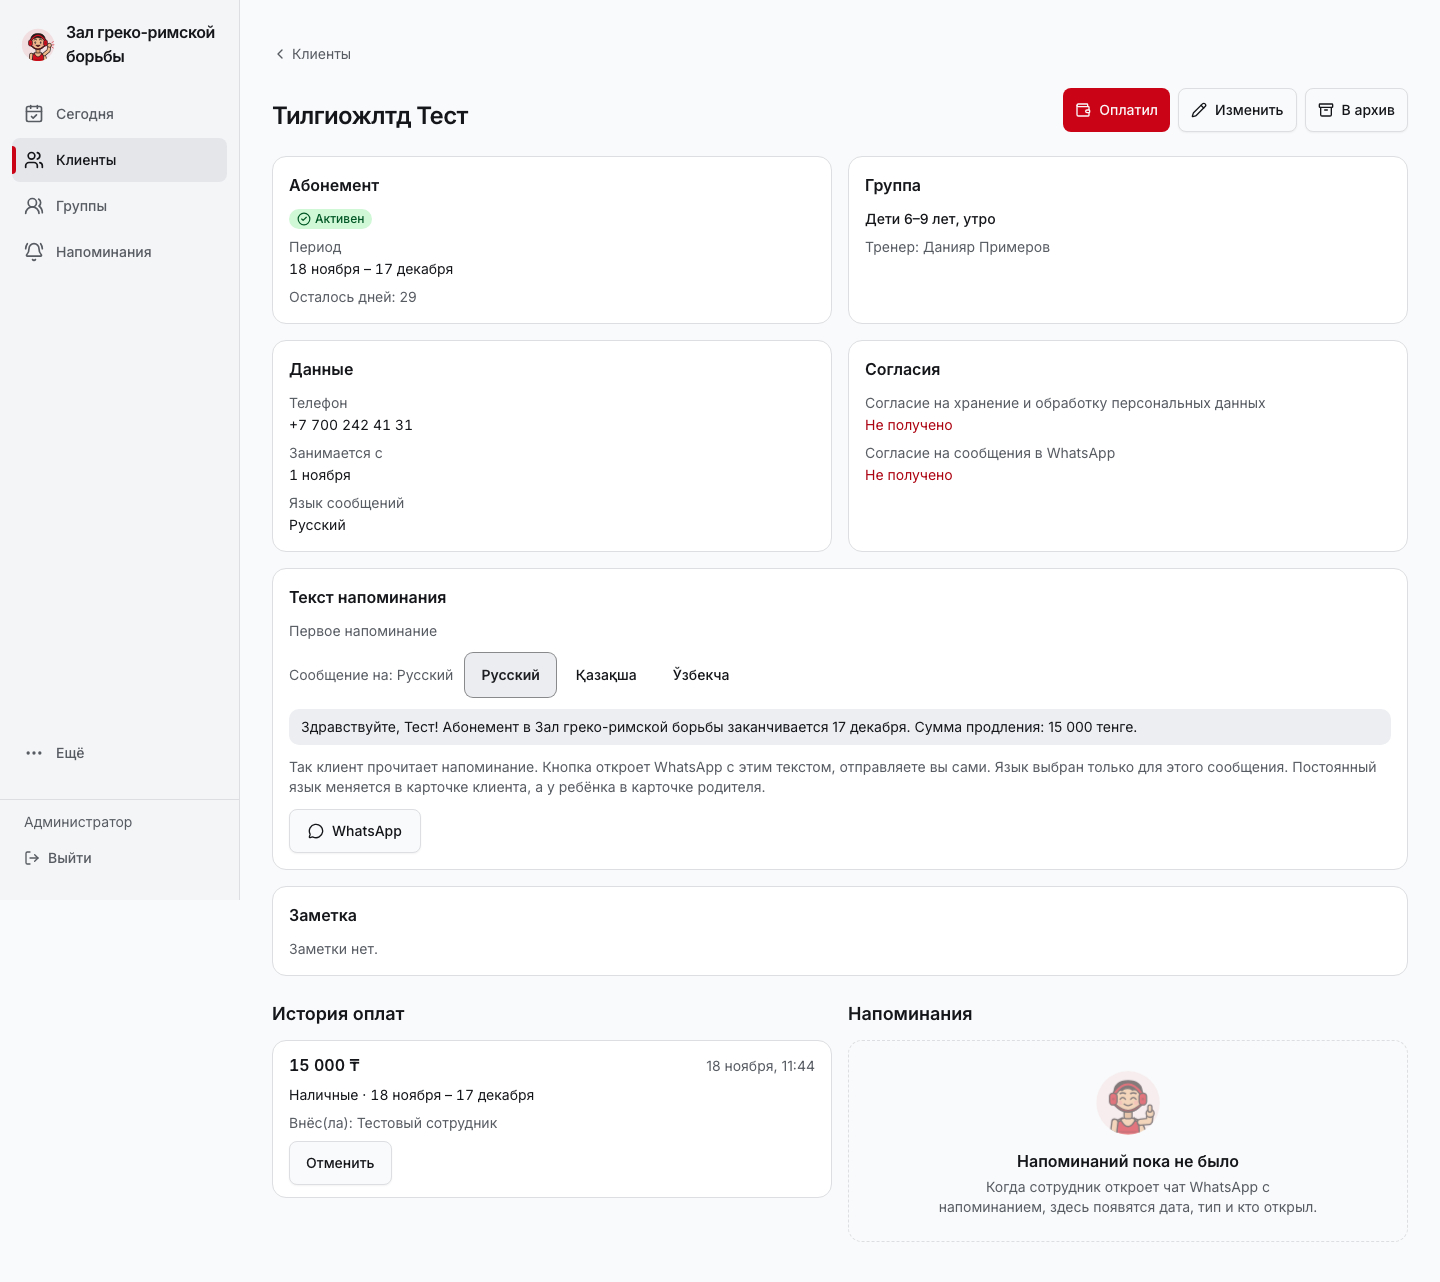 Зал греко-римской
борьбы
Сегодня
Клиенты
Группы
Напоминания
Ещё
Администратор
Выйти
Клиенты
Тилгиожлтд Тест
Оплатил
Изменить
В архив
Абонемент
Активен
Период
18 ноября – 17 декабря
Осталось дней: 29
Группа
Дети 6–9 лет, утро
Тренер: Данияр Примеров
Данные
Телефон
+7 700 242 41 31
Занимается с
1 ноября
Язык сообщений
Русский
Согласия
Согласие на хранение и обработку персональных данных
Не получено
Согласие на сообщения в WhatsApp
Не получено
Текст напоминания
Первое напоминание
Сообщение на: Русский Русский Қазақша Ўзбекча
Здравствуйте, Тест! Абонемент в Зал греко-римской борьбы заканчивается 17 декабря. Сумма продления: 15 000 тенге.
Так клиент прочитает напоминание. Кнопка откроет WhatsApp с этим текстом, отправляете вы сами. Язык выбран только для этого сообщения. Постоянный
язык меняется в карточке клиента, а у ребёнка в карточке родителя.
WhatsApp
Заметка
Заметки нет.
История оплат
15 000 ₸ 18 ноября, 11:44
Наличные · 18 ноября – 17 декабря
Внёс(ла): Тестовый сотрудник
Отменить
Напоминания
Напоминаний пока не было
Когда сотрудник откроет чат WhatsApp с
напоминанием, здесь появятся дата, тип и кто открыл.